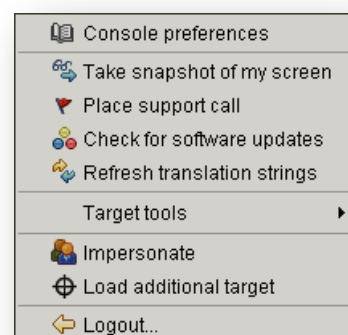 Console preferences
Take snapshot of my screen
Place support call
Check for software updates
Refresh translation strings
Target tools
Impersonate
Load additional target
Logout...